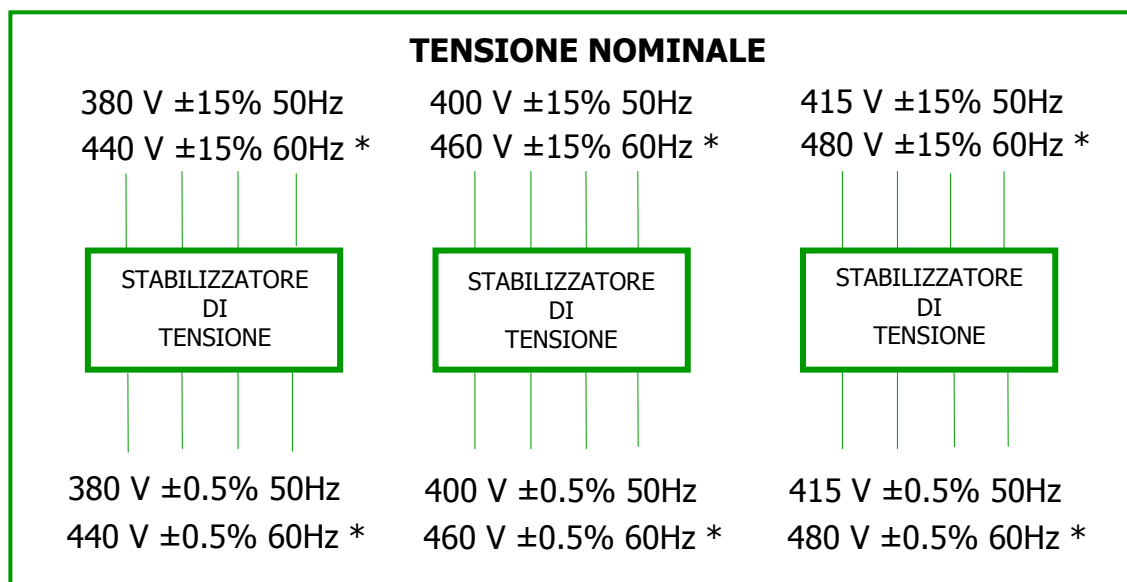 TENSIONE NOMINALE
380 V ±15% 50Hz
440 V ±15% 60Hz *
400 V ±15% 50Hz
460 V ±15% 60Hz *
415 V ±15% 50Hz
480 V ±15% 60Hz *
STABILIZZATORE
DI
TENSIONE
STABILIZZATORE
DI
TENSIONE
STABILIZZATORE
DI
TENSIONE
380 V ±0.5% 50Hz
440 V ±0.5% 60Hz *
400 V ±0.5% 50Hz
460 V ±0.5% 60Hz *
415 V ±0.5% 50Hz
480 V ±0.5% 60Hz *